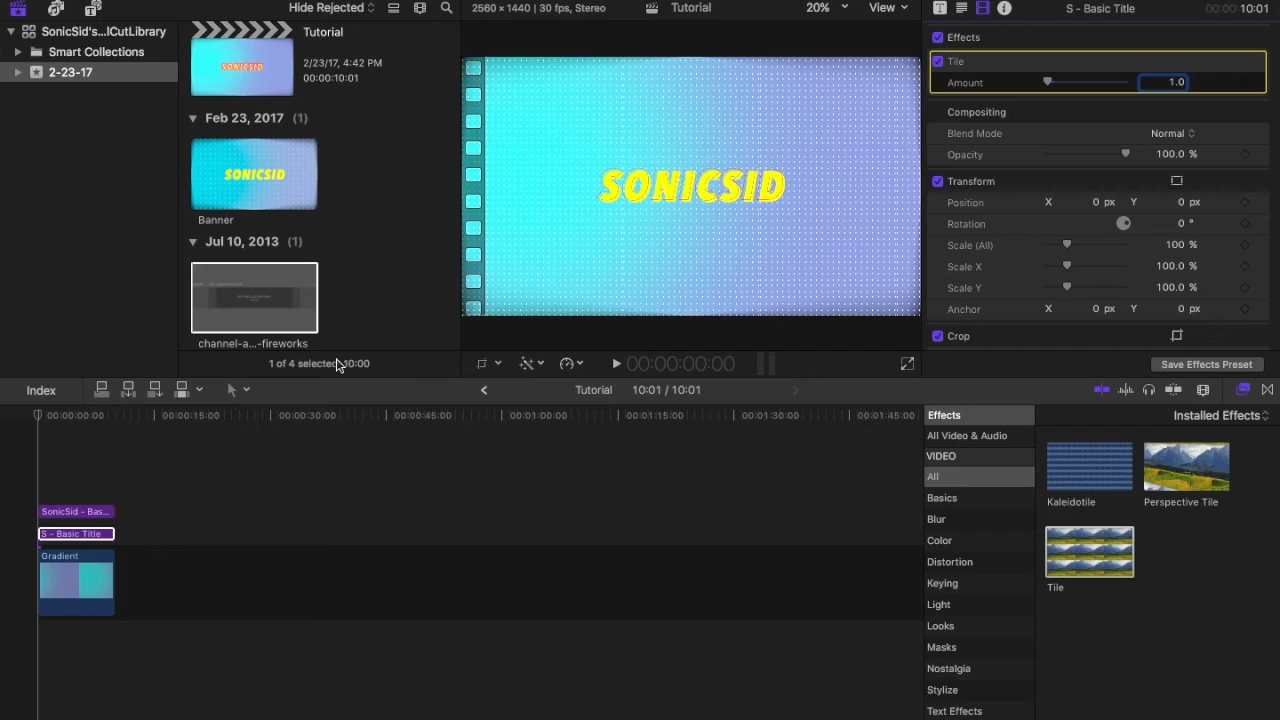 Hide Rejected
2560 × 1440 | 30 fps, Stereo
Tutorial
20%
View
S - Basic Title
00:00:10:01
SonicSid's...lCutLibrary
Smart Collections
2-23-17
Tutorial
2/23/17, 4:42 PM
00:00:10:01
SONICSID
Feb 23, 2017 (1)
SONICSID
Banner
Jul 10, 2013 (1)
channel-a...-fireworks
1 of 4 selected
10:00
SONICSID
00:00:00:00
Effects
Tile
Amount 1.0
Compositing
Blend Mode Normal
Opacity 100.0 %
Transform
Position X 0 px Y 0 px
Rotation 0 °
Scale (All) 100 %
Scale X 100.0 %
Scale Y 100.0 %
Anchor X 0 px Y 0 px
Crop
Save Effects Preset
Index
Tutorial
10:01 / 10:01
00:00:00:00 00:00:15:00 00:00:30:00 00:00:45:00 00:01:00:00 00:01:15:00 00:01:30:00 00:01:45:00
SonicSid - Bas...
S - Basic Title
Gradient
Effects
Installed Effects
All Video & Audio
VIDEO
All
Basics
Blur
Color
Distortion
Keying
Light
Looks
Masks
Nostalgia
Stylize
Text Effects
Kaleidotile
Perspective Tile
Tile